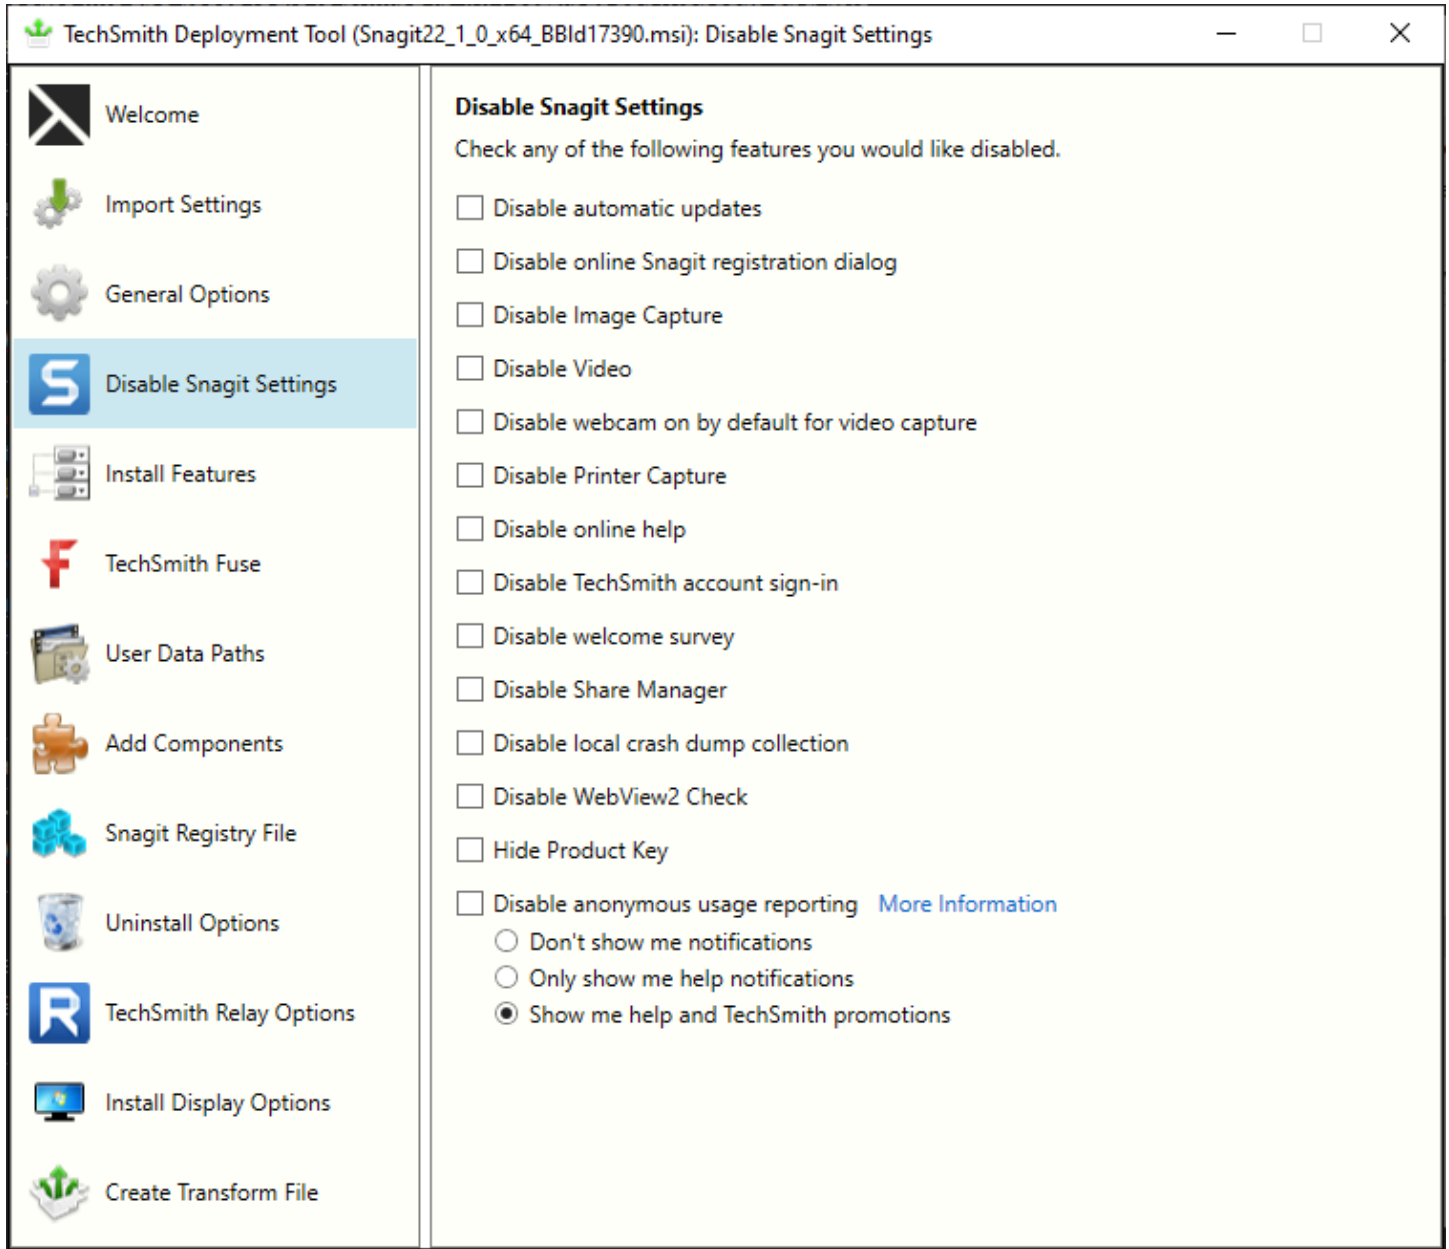 TechSmith Deployment Tool (Snagit22_1_0_x64_BBld17390.msi): Disable Snagit Settings
Welcome
Import Settings
General Options
Disable Snagit Settings
Install Features
TechSmith Fuse
User Data Paths
Add Components
Snagit Registry File
Uninstall Options
TechSmith Relay Options
Install Display Options
Create Transform File
Disable Snagit Settings
Check any of the following features you would like disabled.
Disable automatic updates
Disable online Snagit registration dialog
Disable Image Capture
Disable Video
Disable webcam on by default for video capture
Disable Printer Capture
Disable online help
Disable TechSmith account sign-in
Disable welcome survey
Disable Share Manager
Disable local crash dump collection
Disable WebView2 Check
Hide Product Key
Disable anonymous usage reporting More Information
Don't show me notifications
Only show me help notifications
Show me help and TechSmith promotions